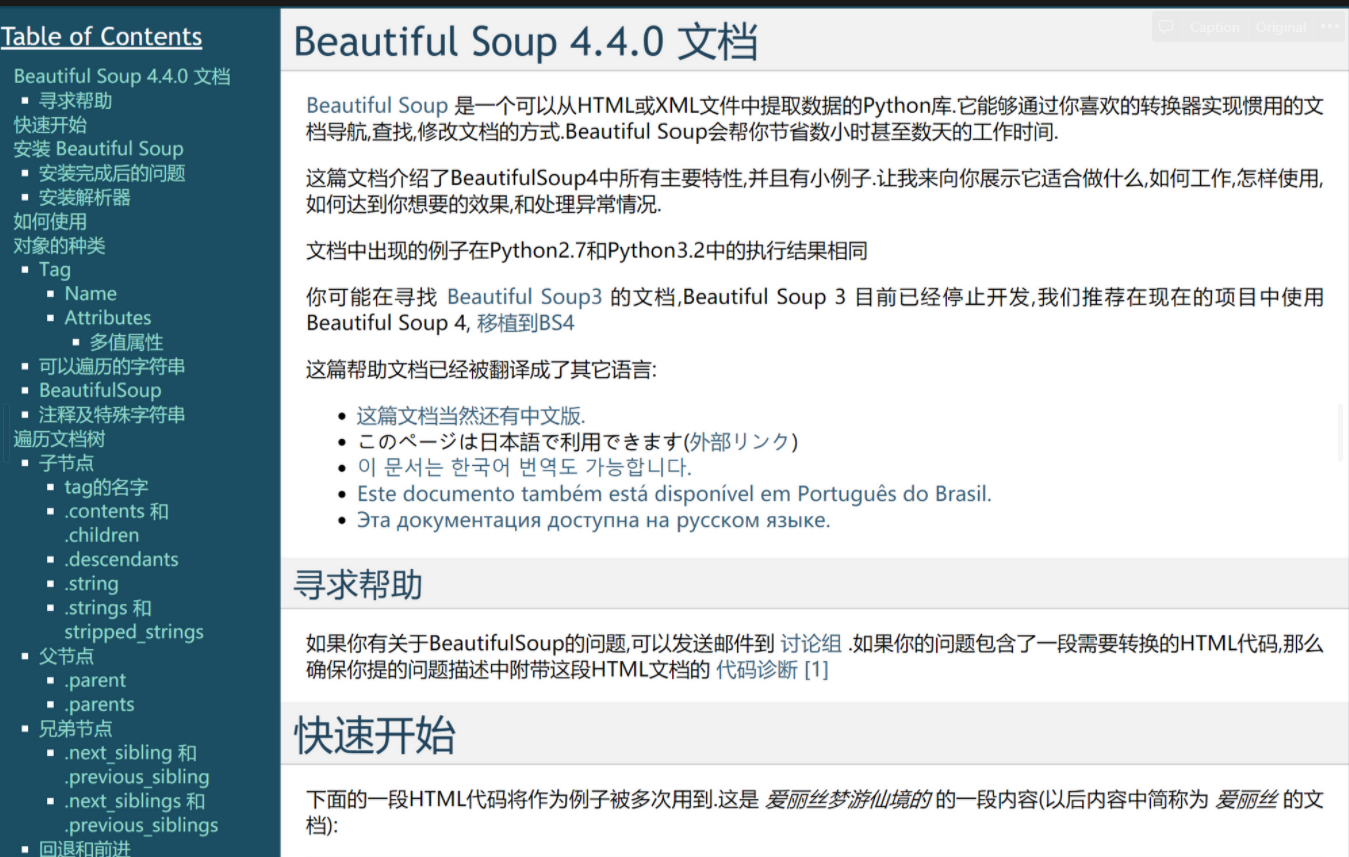 Table of Contents
Beautiful Soup 4.4.0 文档
寻求帮助
快速开始
安装 Beautiful Soup
安装完成后的问题
安装解析器
如何使用
对象的种类
Tag
Name
Attributes
多值属性
可以遍历的字符串
BeautifulSoup
注释及特殊字符串
遍历文档树
子节点
tag的名字
.contents 和
.children
.descendants
.string
.strings 和
stripped_strings
父节点
.parent
.parents
兄弟节点
.next_sibling 和
.previous_sibling
.next_siblings 和
.previous_siblings
回退和前进
Beautiful Soup 4.4.0 文档
Caption Original
Beautiful Soup 是一个可以从HTML或XML文件中提取数据的Python库.它能够通过你喜欢的转换器实现惯用的文
档导航,查找,修改文档的方式.Beautiful Soup会帮你节省数小时甚至数天的工作时间.
这篇文档介绍了BeautifulSoup4中所有主要特性,并且有小例子.让我来向你展示它适合做什么,如何工作,怎样使用,
如何达到你想要的效果,和处理异常情况.
文档中出现的例子在Python2.7和Python3.2中的执行结果相同
你可能在寻找 Beautiful Soup3 的文档,Beautiful Soup 3 目前已经停止开发,我们推荐在现在的项目中使用
Beautiful Soup 4, 移植到BS4
这篇帮助文档已经被翻译成了其它语言:
这篇文档当然还有中文版.
このページは日本語で利用できます(外部リンク)
이 문서는 한국어 번역도 가능합니다.
Este documento também está disponível em Português do Brasil.
Эта документация доступна на русском языке.
寻求帮助
如果你有关于BeautifulSoup的问题,可以发送邮件到 讨论组 .如果你的问题包含了一段需要转换的HTML代码,那么
确保你提的问题描述中附带这段HTML文档的 代码诊断 [1]
快速开始
下面的一段HTML代码将作为例子被多次用到.这是 爱丽丝梦游仙境的 的一段内容(以后内容中简称为 爱丽丝 的文
档):